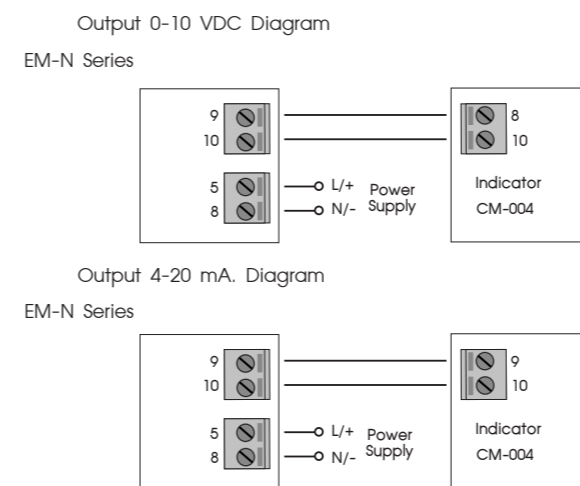 Output 0-10 VDC Diagram
EM-N Series
9 8
10 10
5 L/+ Power Indicator
8 N/- Supply CM-004
Output 4-20 mA. Diagram
EM-N Series
9 9
10 10
5 L/+ Power Indicator
8 N/- Supply CM-004